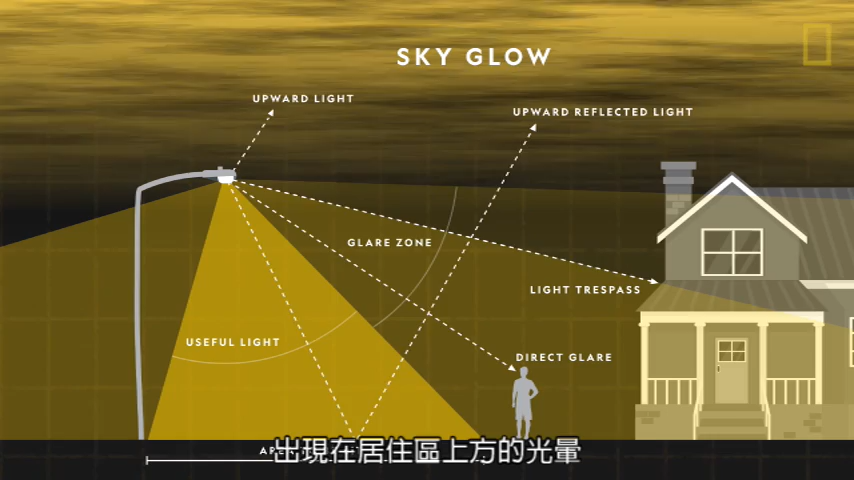 SKY GLOW
UPWARD LIGHT
UPWARD REFLECTED LIGHT
GLARE ZONE
LIGHT TRESPASS
USEFUL LIGHT
DIRECT GLARE
出現在居住區上方的光暈